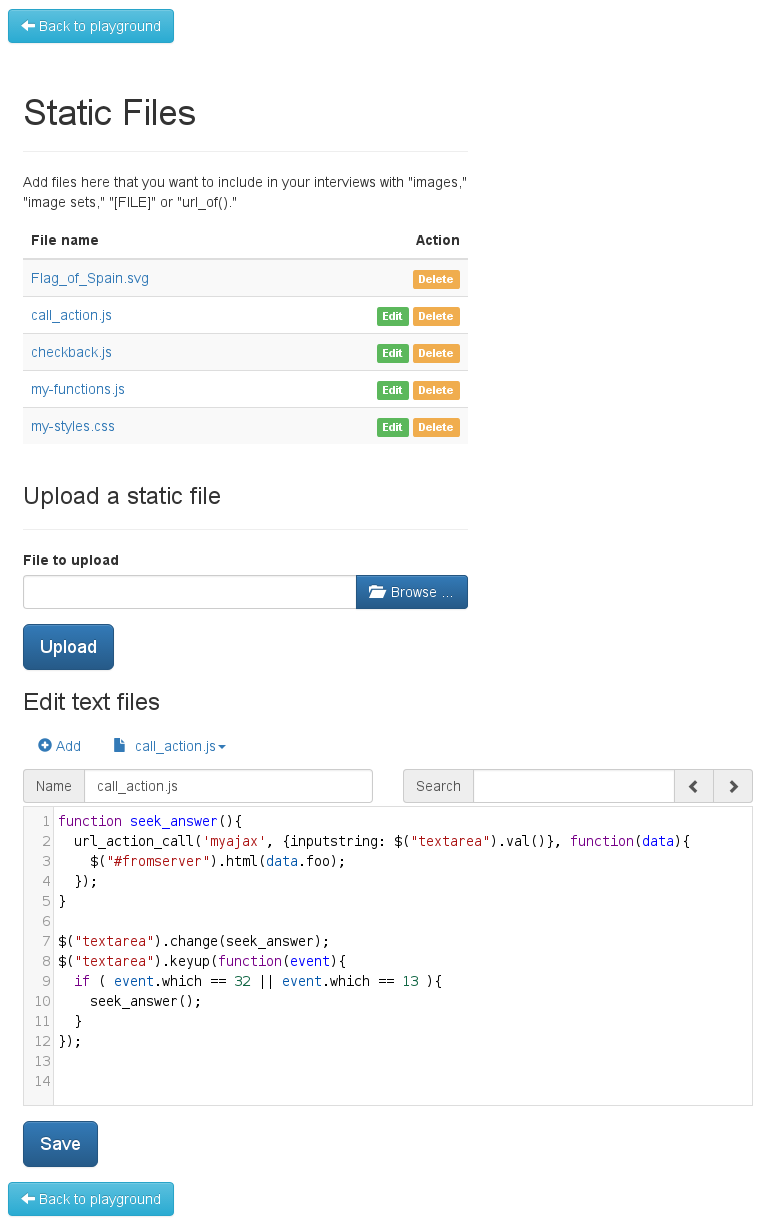 Back to playground
Static Files
Add files here that you want to include in your interviews with "images,"
"image sets," "[FILE]" or "url_of()."
File name Action
Flag_of_Spain.svg Delete
call_action.js Edit Delete
checkback.js Edit Delete
my-functions.js Edit Delete
my-styles.css Edit Delete
Upload a static file
File to upload
Browse ...
Upload
Edit text files
Add call_action.js
Name call_action.js Search
1 function seek_answer(){
2   url_action_call('myajax', {inputstring: $("textarea").val()}, function(data){
3     $("#fromserver").html(data.foo);
4   });
5 }
6
7 $("textarea").change(seek_answer);
8 $("textarea").keyup(function(event){
9   if ( event.which == 32 || event.which == 13 ){
10     seek_answer();
11   }
12 });
13
14
Save
Back to playground